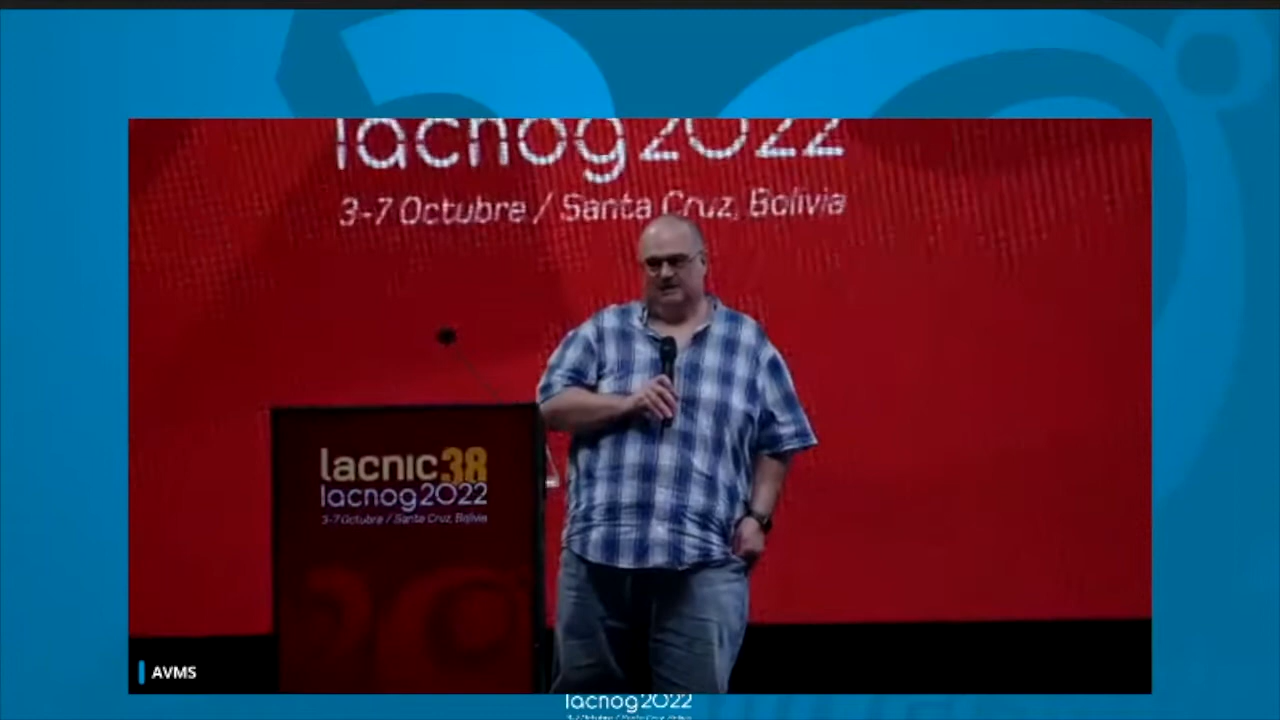 lacnog2022
3-7 Octubre / Santa Cruz, Bolivia
lacnic38
lacnog2022
3-7 Octubre / Santa Cruz, Bolivia
AVMS
lacnog2022